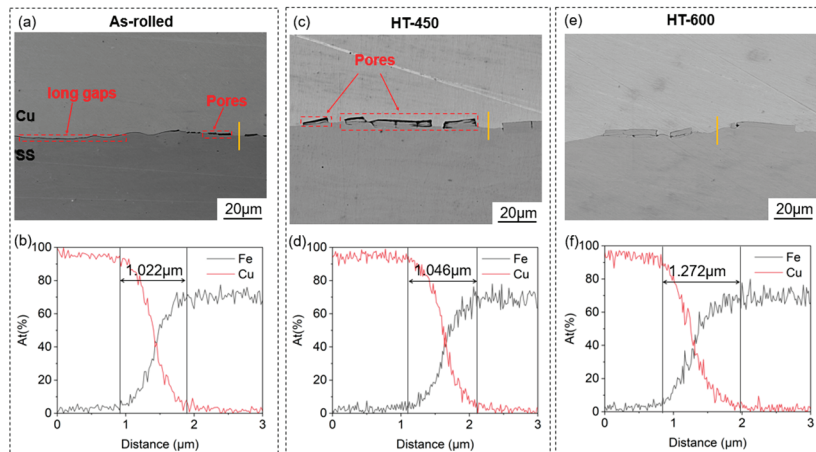 (a) As-rolled
long gaps
Pores
Cu
SS
20μm
(b)
1.022μm
Fe
Cu
At(%)
100
80
60
40
20
0
0 1 2 3
Distance (μm)
(c) HT-450
Pores
20μm
(d)
1.046μm
Fe
Cu
At(%)
100
80
60
40
20
0
0 1 2 3
Distance (μm)
(e) HT-600
20μm
(f)
1.272μm
Fe
Cu
At(%)
100
80
60
40
20
0
0 1 2 3
Distance (μm)